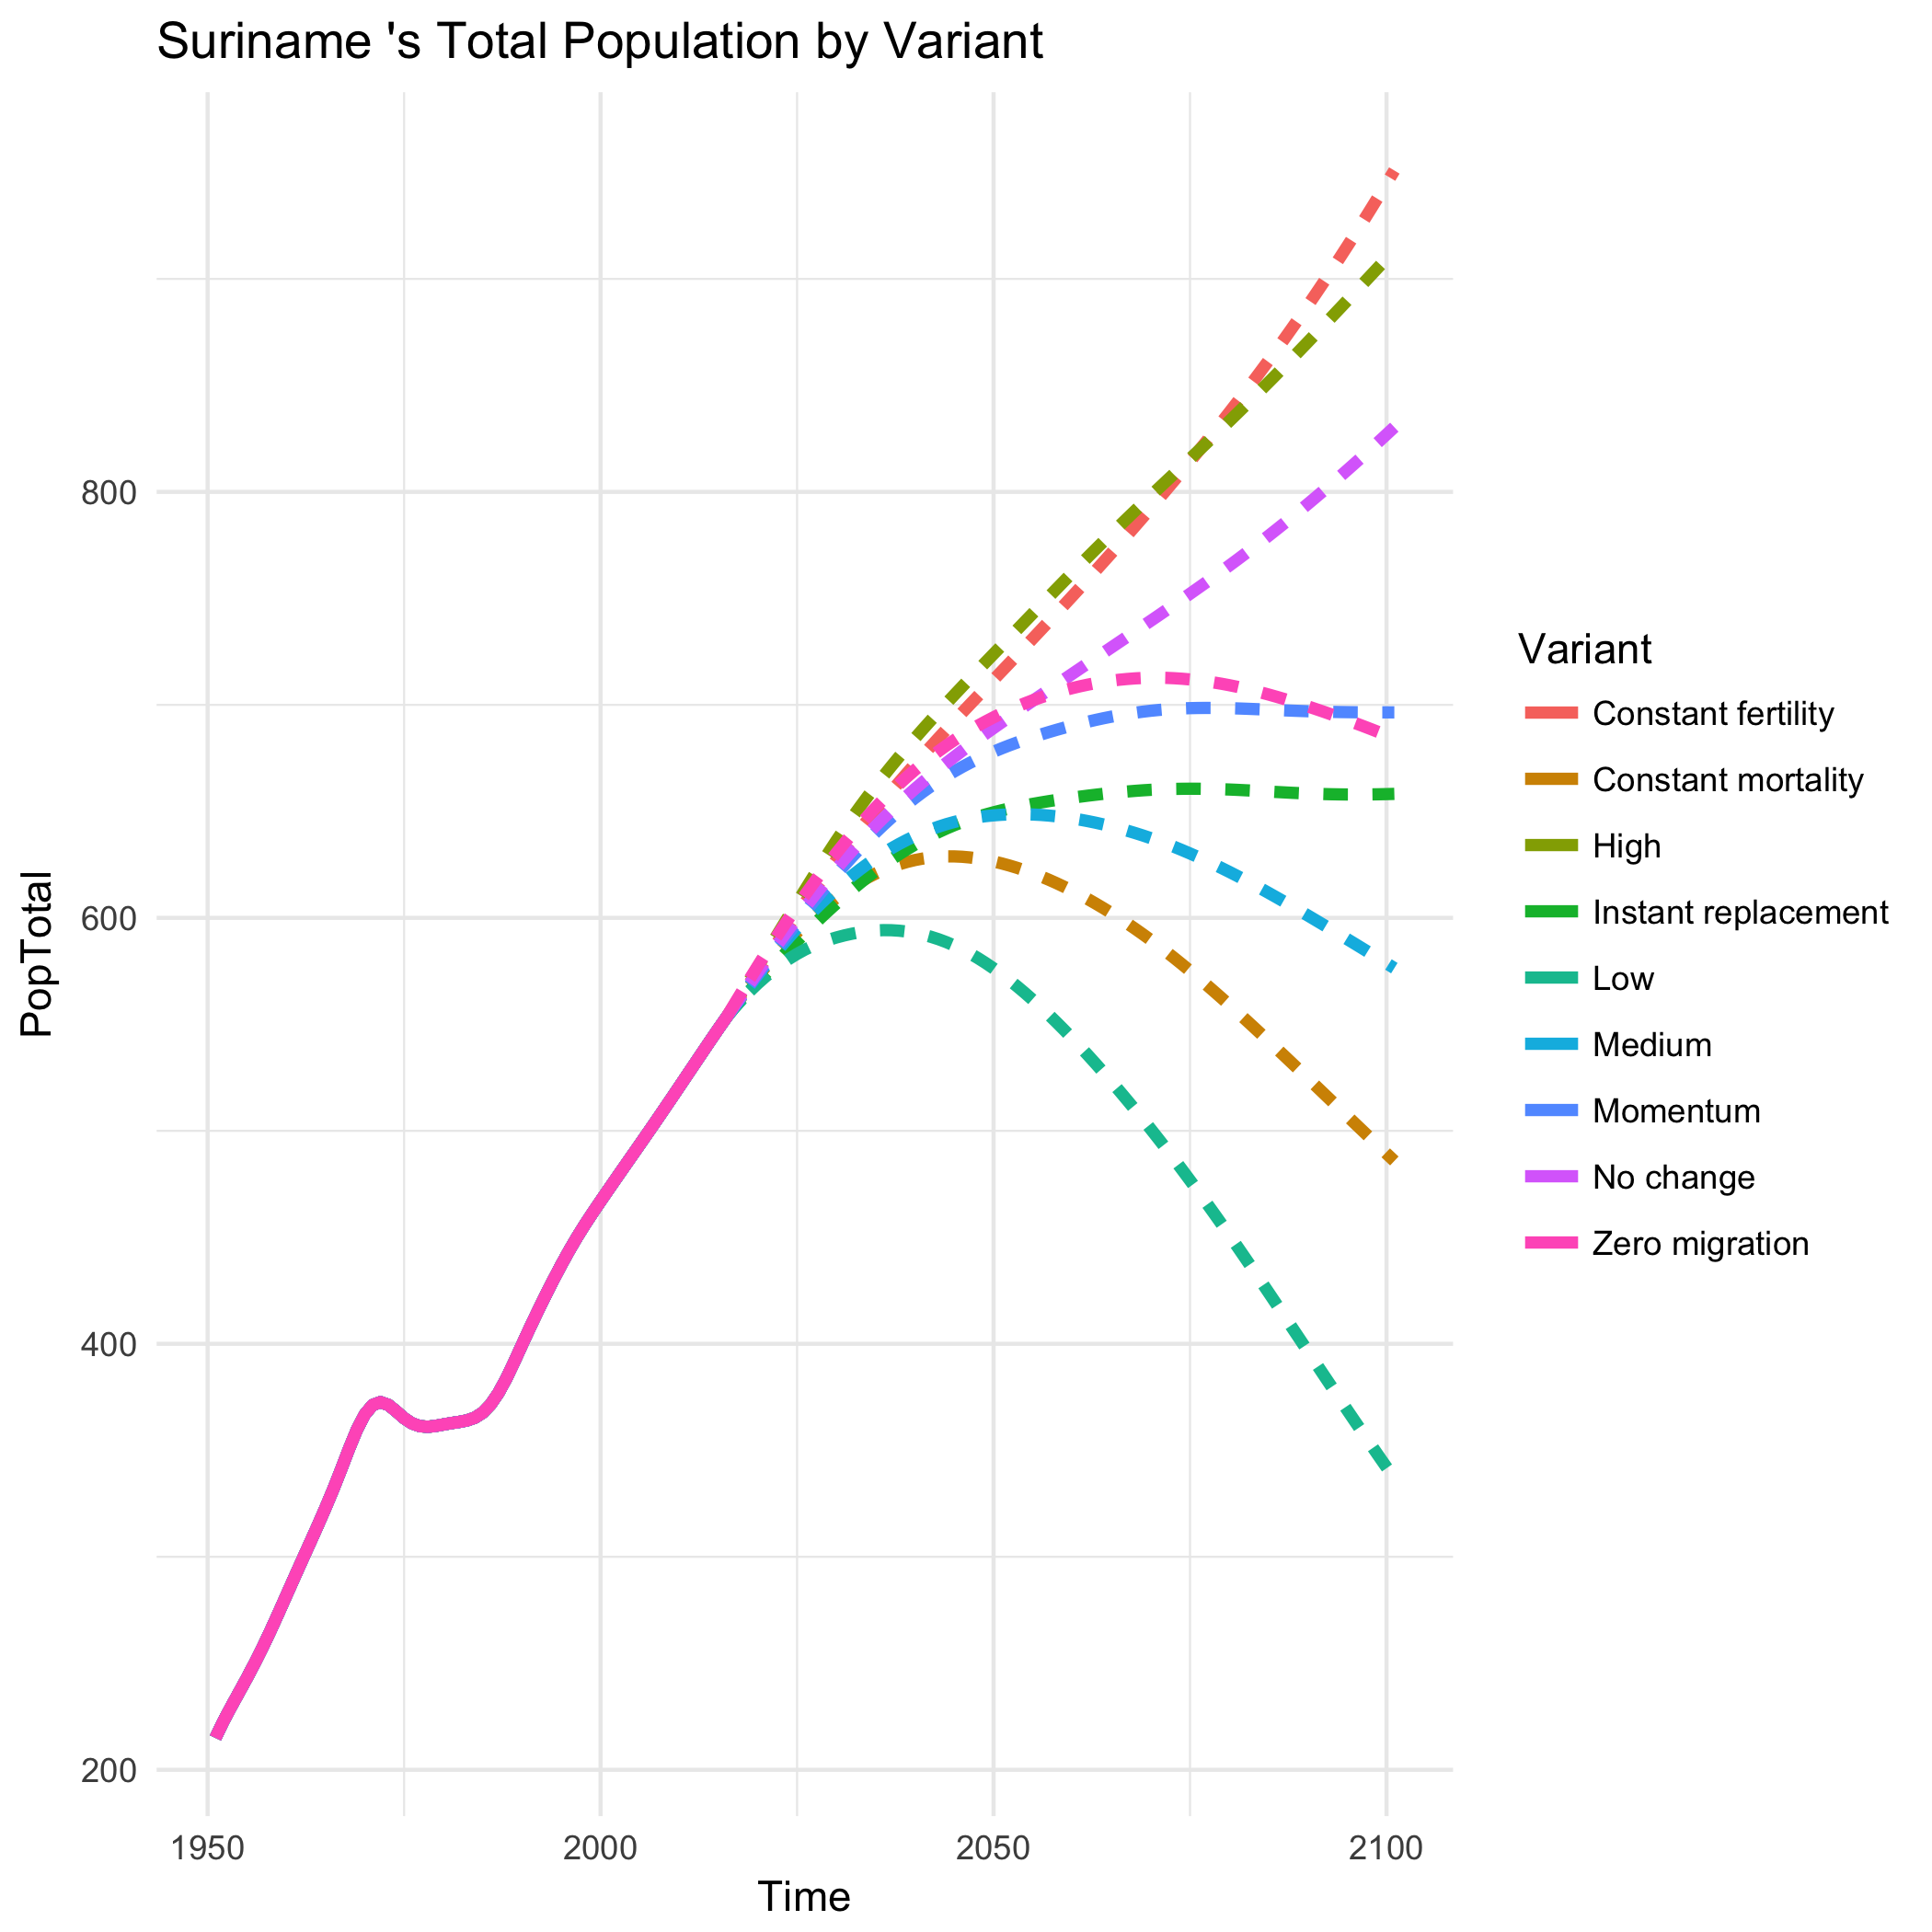 Suriname 's Total Population by Variant
PopTotal
800
600
400
200
1950
2000
2050
2100
Time
Variant
Constant fertility
Constant mortality
High
Instant replacement
Low
Medium
Momentum
No change
Zero migration